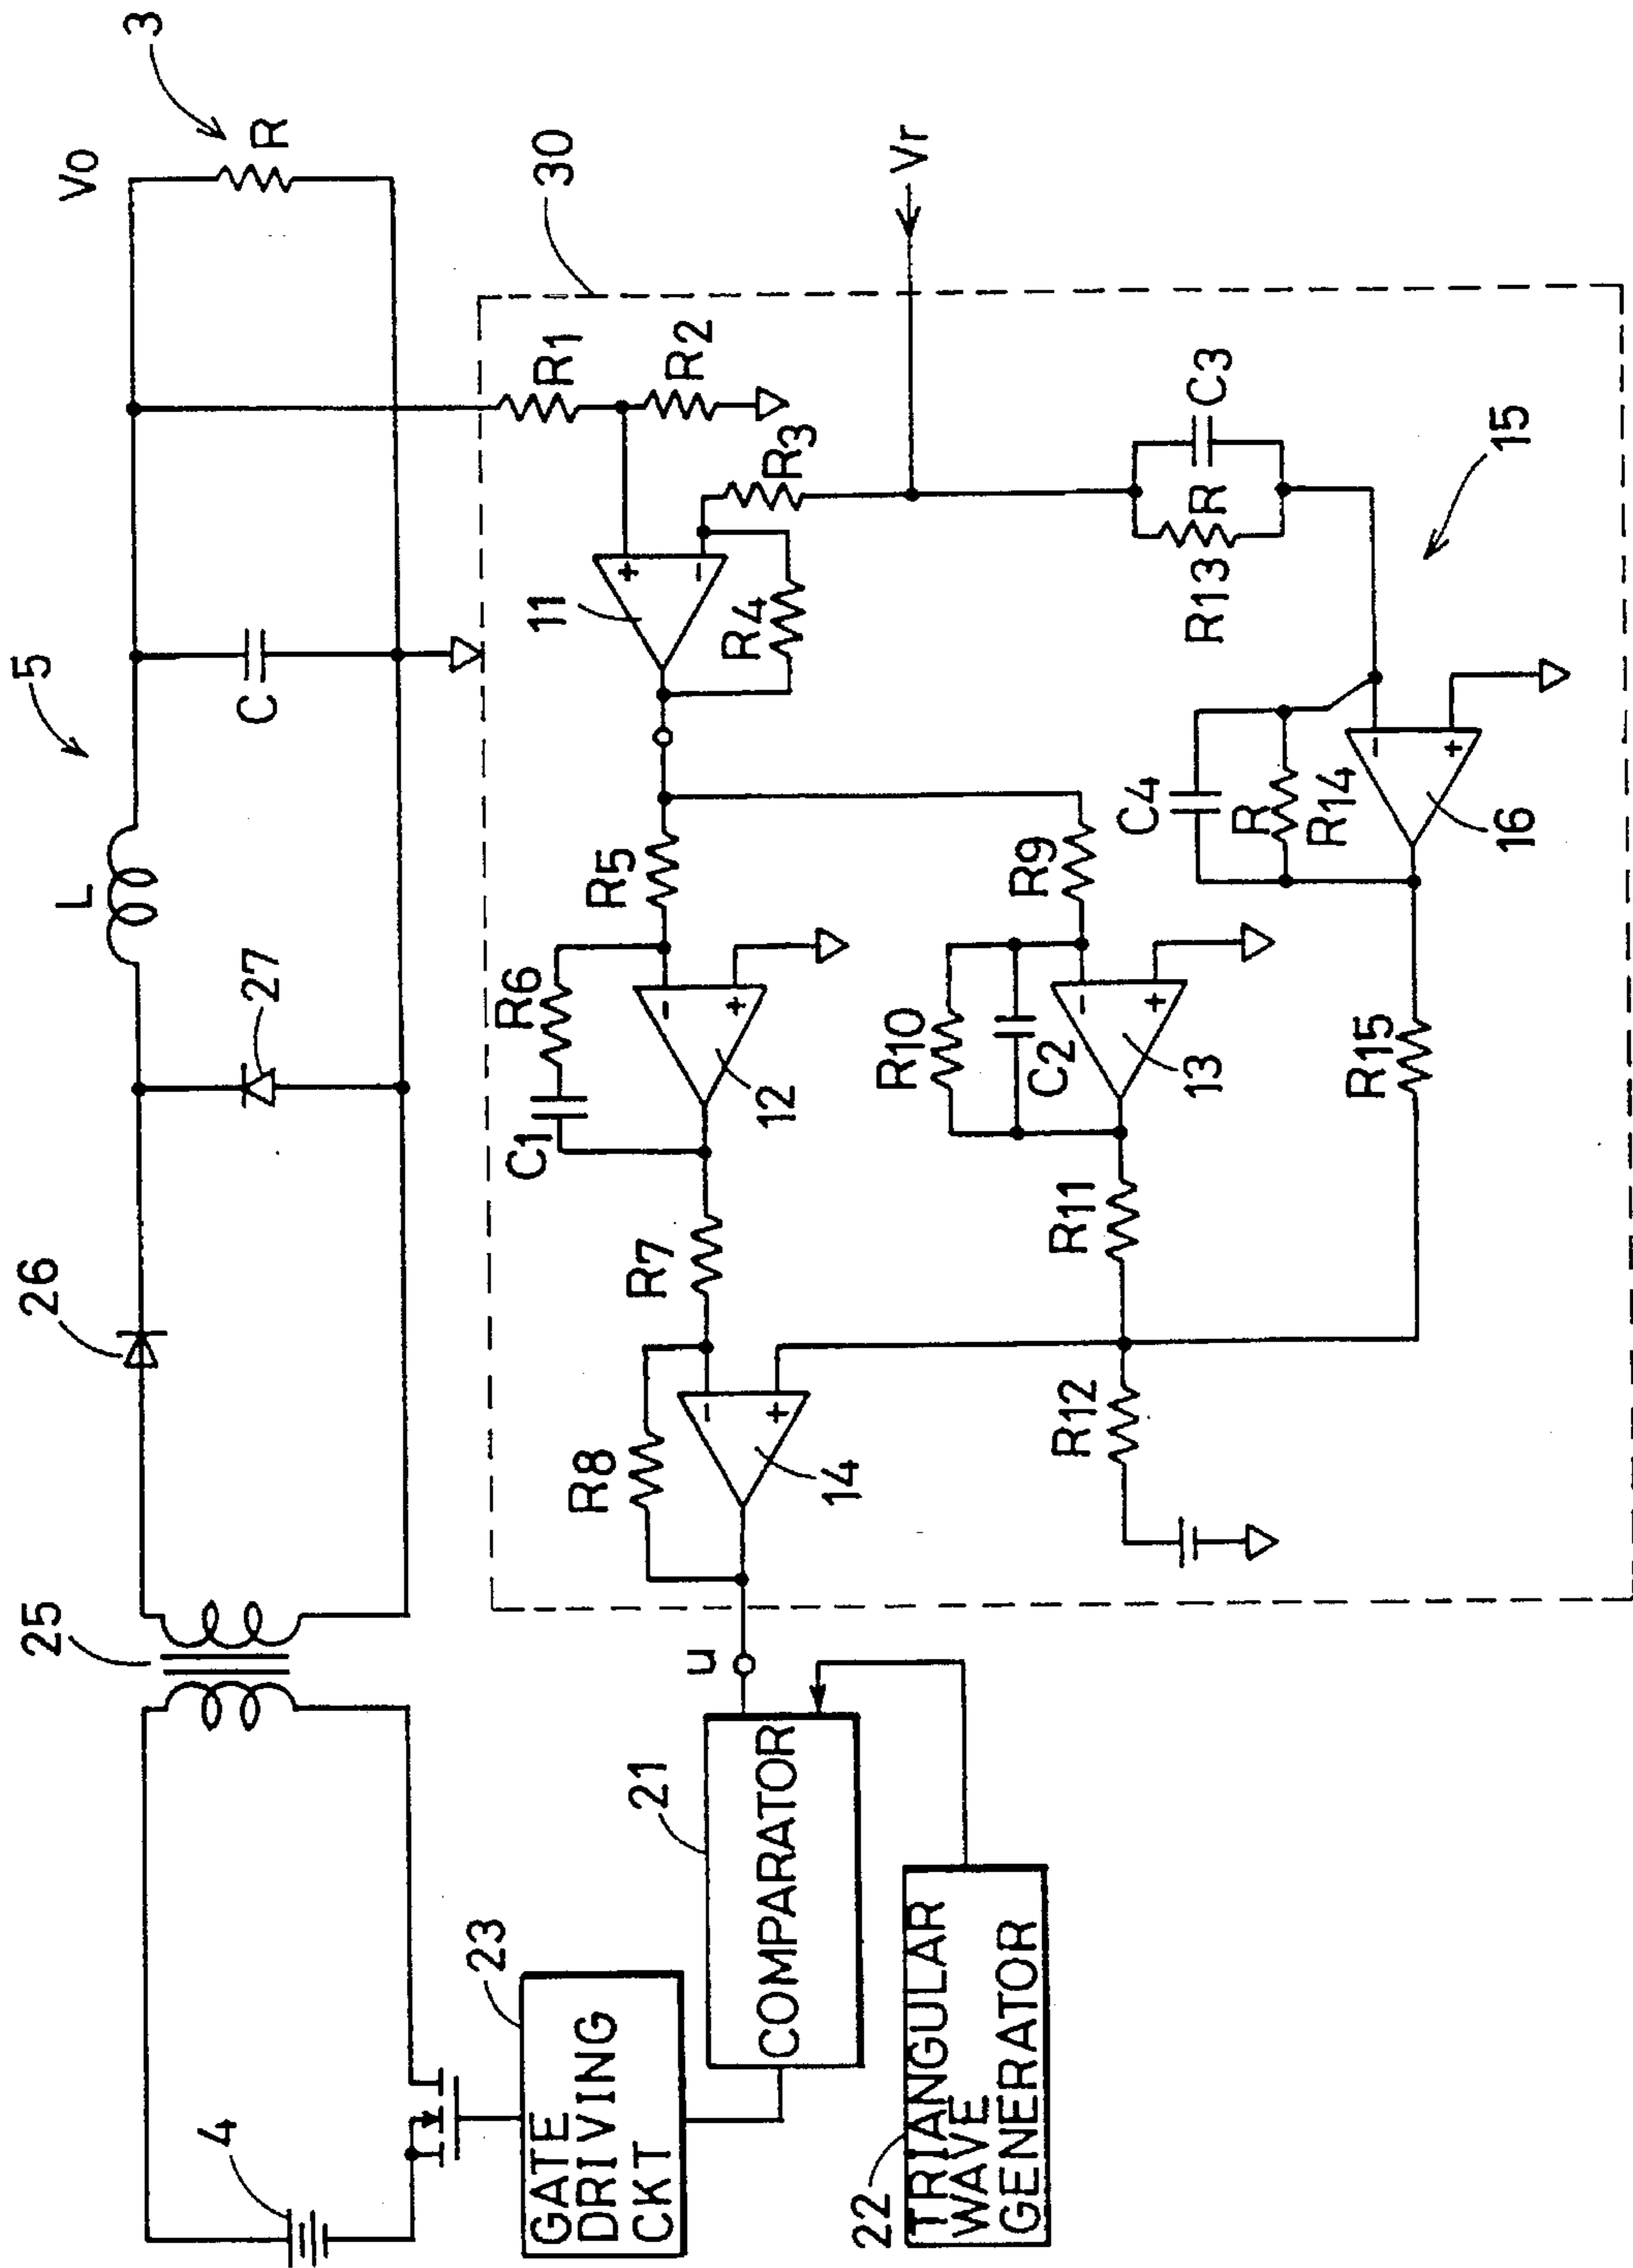 3
Vo
R
5
L
C
27
26
25
4
30
Vr
R1
R2
R3
11
R4
R5
R6
C1
12
R7
R8
14
u
R9
R10
C2
13
R11
R12
R
R13
C3
15
C4
R
R14
16
R15
23
GATE
DRIVING
CKT
21
COMPARATOR
22
TRIANGULAR
WAVE
GENERATOR